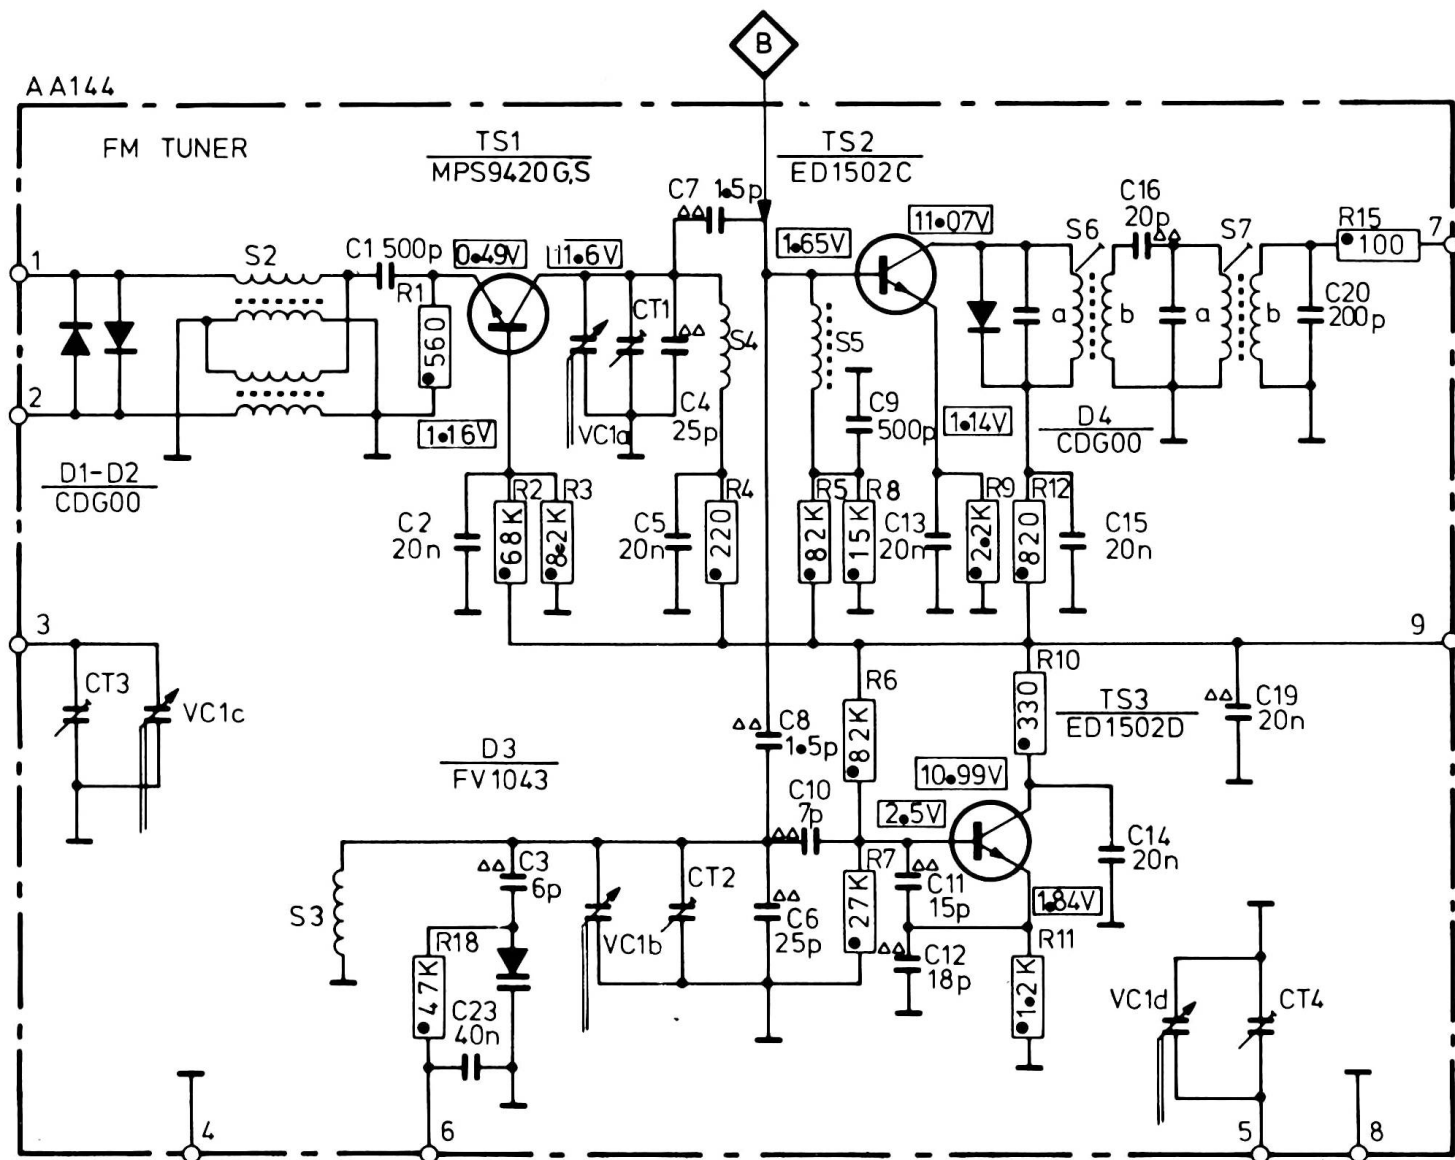 B
AA144
FM TUNER
TS1
MPS9420G,S
TS2
ED1502C
C7
1.5p
C16
20p
S6
S7
R15
100
7
1
S2
C1 500p
0.49V
11.6V
1.65V
11.07V
R1
560
CT1
S4
S5
a
b
a
b
C20
200p
2
1.16V
VC1a
C4
25p
C9
500p
1.14V
D4
CDG00
D1-D2
CDG00
C2
20n
R2
68K
R3
8.2K
C5
20n
R4
220
R5
82K
R8
15K
C13
20n
R9
2.2K
R12
820
C15
20n
3
9
CT3
VC1c
R6
82K
R10
330
TS3
ED1502D
C19
20n
D3
FV1043
C8
1.5p
C10
7p
10.99V
2.5V
C14
20n
S3
C3
6p
CT2
VC1b
C6
25p
R7
27K
C11
15p
1.84V
R18
47K
C23
40n
C12
18p
R11
1.2K
VC1d
CT4
4
6
5
8